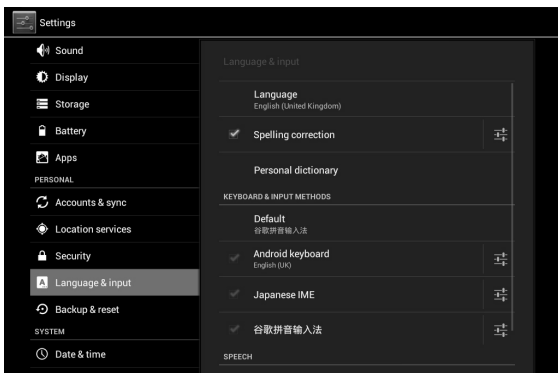 Settings
Sound
Display
Storage
Battery
Apps
PERSONAL
Accounts & sync
Location services
Security
Language & input
Backup & reset
SYSTEM
Date & time
Language & input
Language
English (United Kingdom)
Spelling correction
Personal dictionary
KEYBOARD & INPUT METHODS
Default
谷歌拼音输入法
Android keyboard
English (UK)
Japanese IME
谷歌拼音输入法
SPEECH